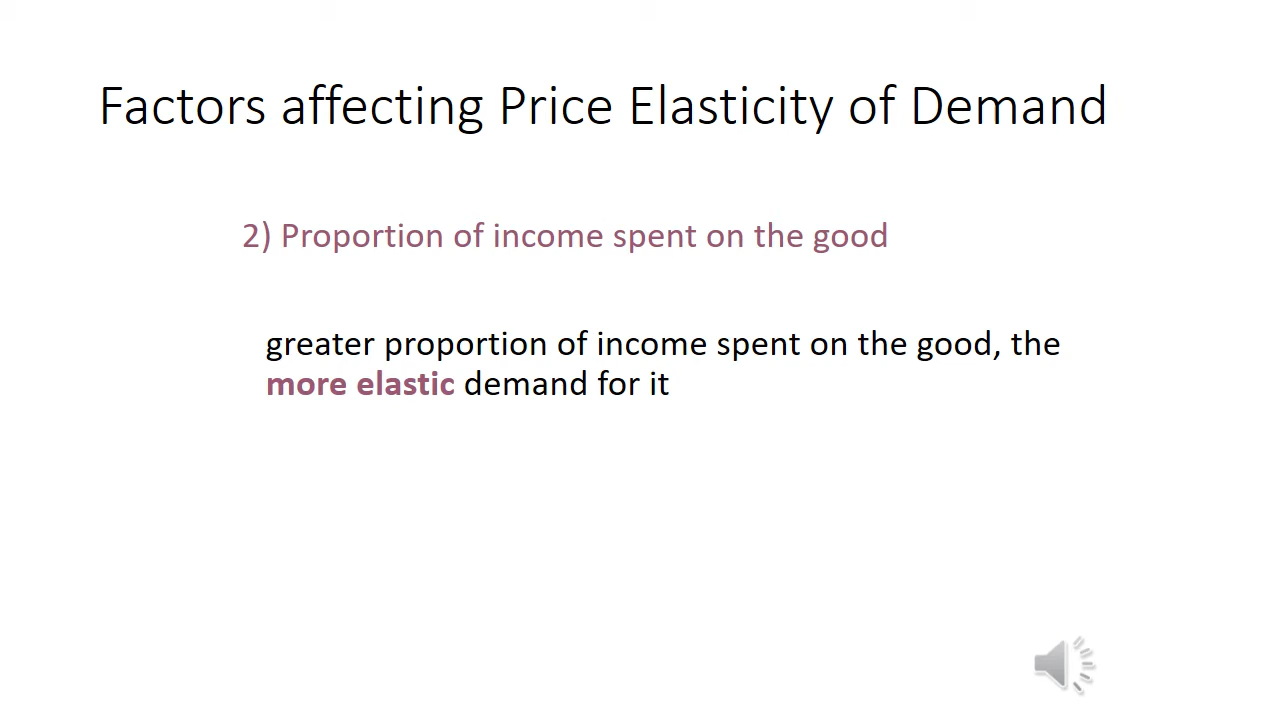 Factors affecting Price Elasticity of Demand
2) Proportion of income spent on the good
greater proportion of income spent on the good, the
more elastic demand for it